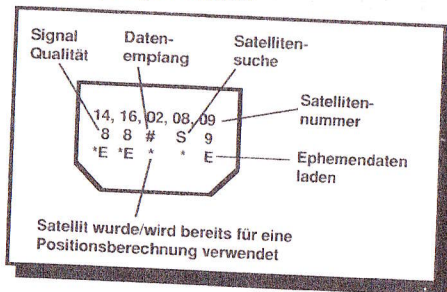 Signal
Qualität
Daten-
empfang
Satelliten-
suche
14, 16, 02, 08, 09
8 8 # S 9
*E *E * * E
Satelliten-
nummer
Ephemendaten
laden
Satellit wurde/wird bereits für eine
Positionsberechnung verwendet